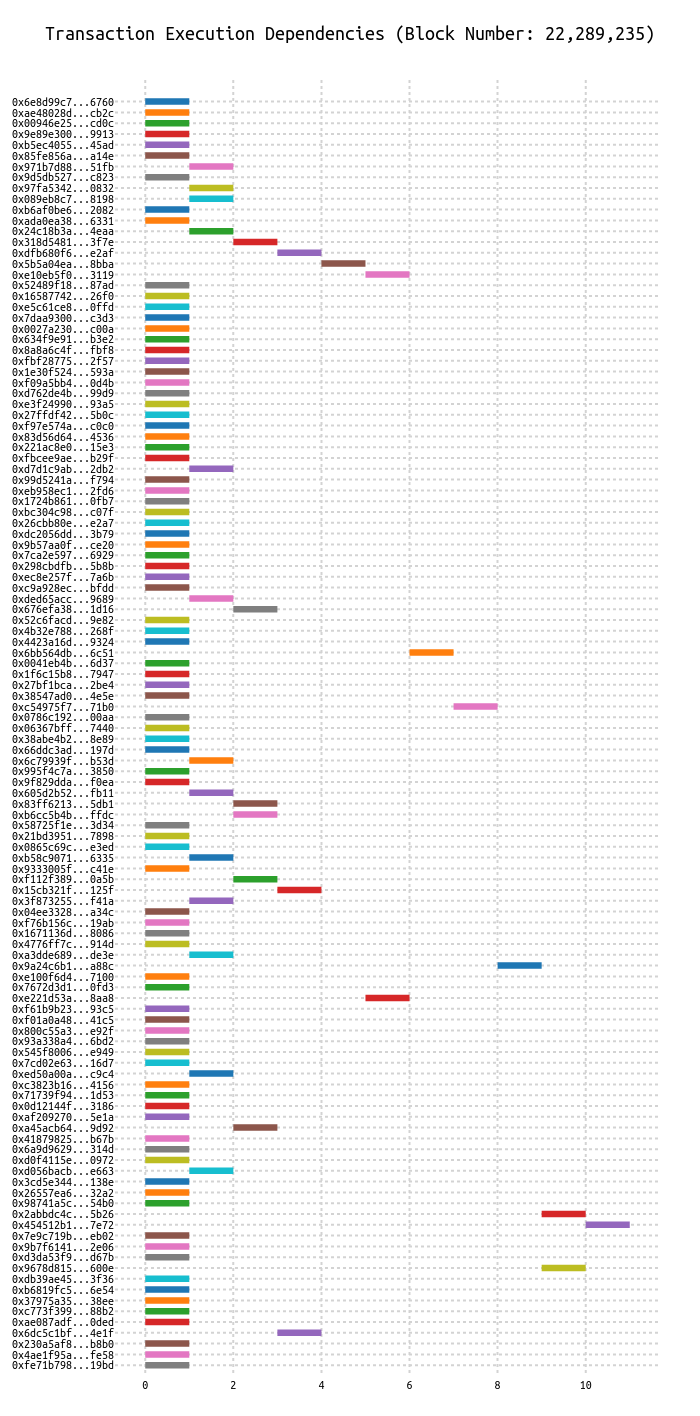 Transaction Execution Dependencies (Block Number: 22,289,235)
0x6e8d99c7...6760
0xae48028d...cb2c
0x00946e25...cd0c
0x9e89e300...9913
0xb5ec4055...45ad
0x85fe856a...a14e
0x971b7d88...51fb
0x9d5db527...c823
0x97fa5342...0832
0x089eb8c7...8198
0xb6af0be6...2082
0xada0ea38...6331
0x24c18b3a...4eaa
0x318d5481...3f7e
0xdfb680f6...e2af
0x5b5a04ea...8bba
0xe10eb5f0...3119
0x52489f18...87ad
0x16587742...26f0
0xe5c61ce8...0ffd
0x7daa9300...c3d3
0x0027a230...c00a
0x634f9e91...b3e2
0x8a8a6c4f...fbf8
0xfbf28775...2f57
0x1e30f524...593a
0xf09a5bb4...0d4b
0xd762de4b...99d9
0xe3f24990...93a5
0x27ffdf42...5b0c
0xf97e574a...c0c0
0x83d56d64...4536
0x221ac8e0...15e3
0xfbcee9ae...b29f
0xd7d1c9ab...2db2
0x99d5241a...f794
0xeb958ec1...2fd6
0x1724b861...0fb7
0xbc304c98...c07f
0x26cbb80e...e2a7
0xdc2056dd...3b79
0x9b57aa0f...ce20
0x7ca2e597...6929
0x298cbdfb...5b8b
0xec8e257f...7a6b
0xc9a928ec...bfdd
0xded65acc...9689
0x676efa38...1d16
0x52c6facd...9e82
0x4b32e788...268f
0x4423a16d...9324
0x6bb564db...6c51
0x0041eb4b...6d37
0x1f6c15b8...7947
0x27bf1bca...2be4
0x38547ad0...4e5e
0xc54975f7...71b0
0x0786c192...00aa
0x06367bff...7440
0x38abe4b2...8e89
0x66ddc3ad...197d
0x6c79939f...b53d
0x995f4c7a...3850
0x9f829dda...f0ea
0x605d2b52...fb11
0x83ff6213...5db1
0xb6cc5b4b...ffdc
0x58725f1e...3d34
0x21bd3951...7898
0x0865c69c...e3ed
0xb58c9071...6335
0x9333005f...c41e
0xf112f389...0a5b
0x15cb321f...125f
0x3f873255...f41a
0x04ee3328...a34c
0xf76b156c...19ab
0x1671136d...8086
0x4776ff7c...914d
0xa3dde689...de3e
0x9a24c6b1...a88c
0xe100f6d4...7100
0x7672d3d1...0fd3
0xe221d53a...8aa8
0xf61b9b23...93c5
0xf01a0a48...41c5
0x800c55a3...e92f
0x93a338a4...6bd2
0x545f8006...e949
0x7cd02e63...16d7
0xed50a00a...c9c4
0xc3823b16...4156
0x71739f94...1d53
0x0d12144f...3186
0xaf209270...5e1a
0xa45acb64...9d92
0x41879825...b67b
0x6a9d9629...314d
0xd0f4115e...0972
0xd056bacb...e663
0x3cd5e344...138e
0x26557ea6...32a2
0x98741a5c...54b0
0x2abbdc4c...5b26
0x454512b1...7e72
0x7e9c719b...eb02
0x9b7f6141...2e06
0xd3da53f9...d67b
0x9678d815...600e
0xdb39ae45...3f36
0xb6819fc5...6e54
0x37975a35...38ee
0xc773f399...88b2
0xae087adf...0ded
0x6dc5c1bf...4e1f
0x230a5af8...b8b0
0x4ae1f95a...fe58
0xfe71b798...19bd
0 2 4 6 8 10